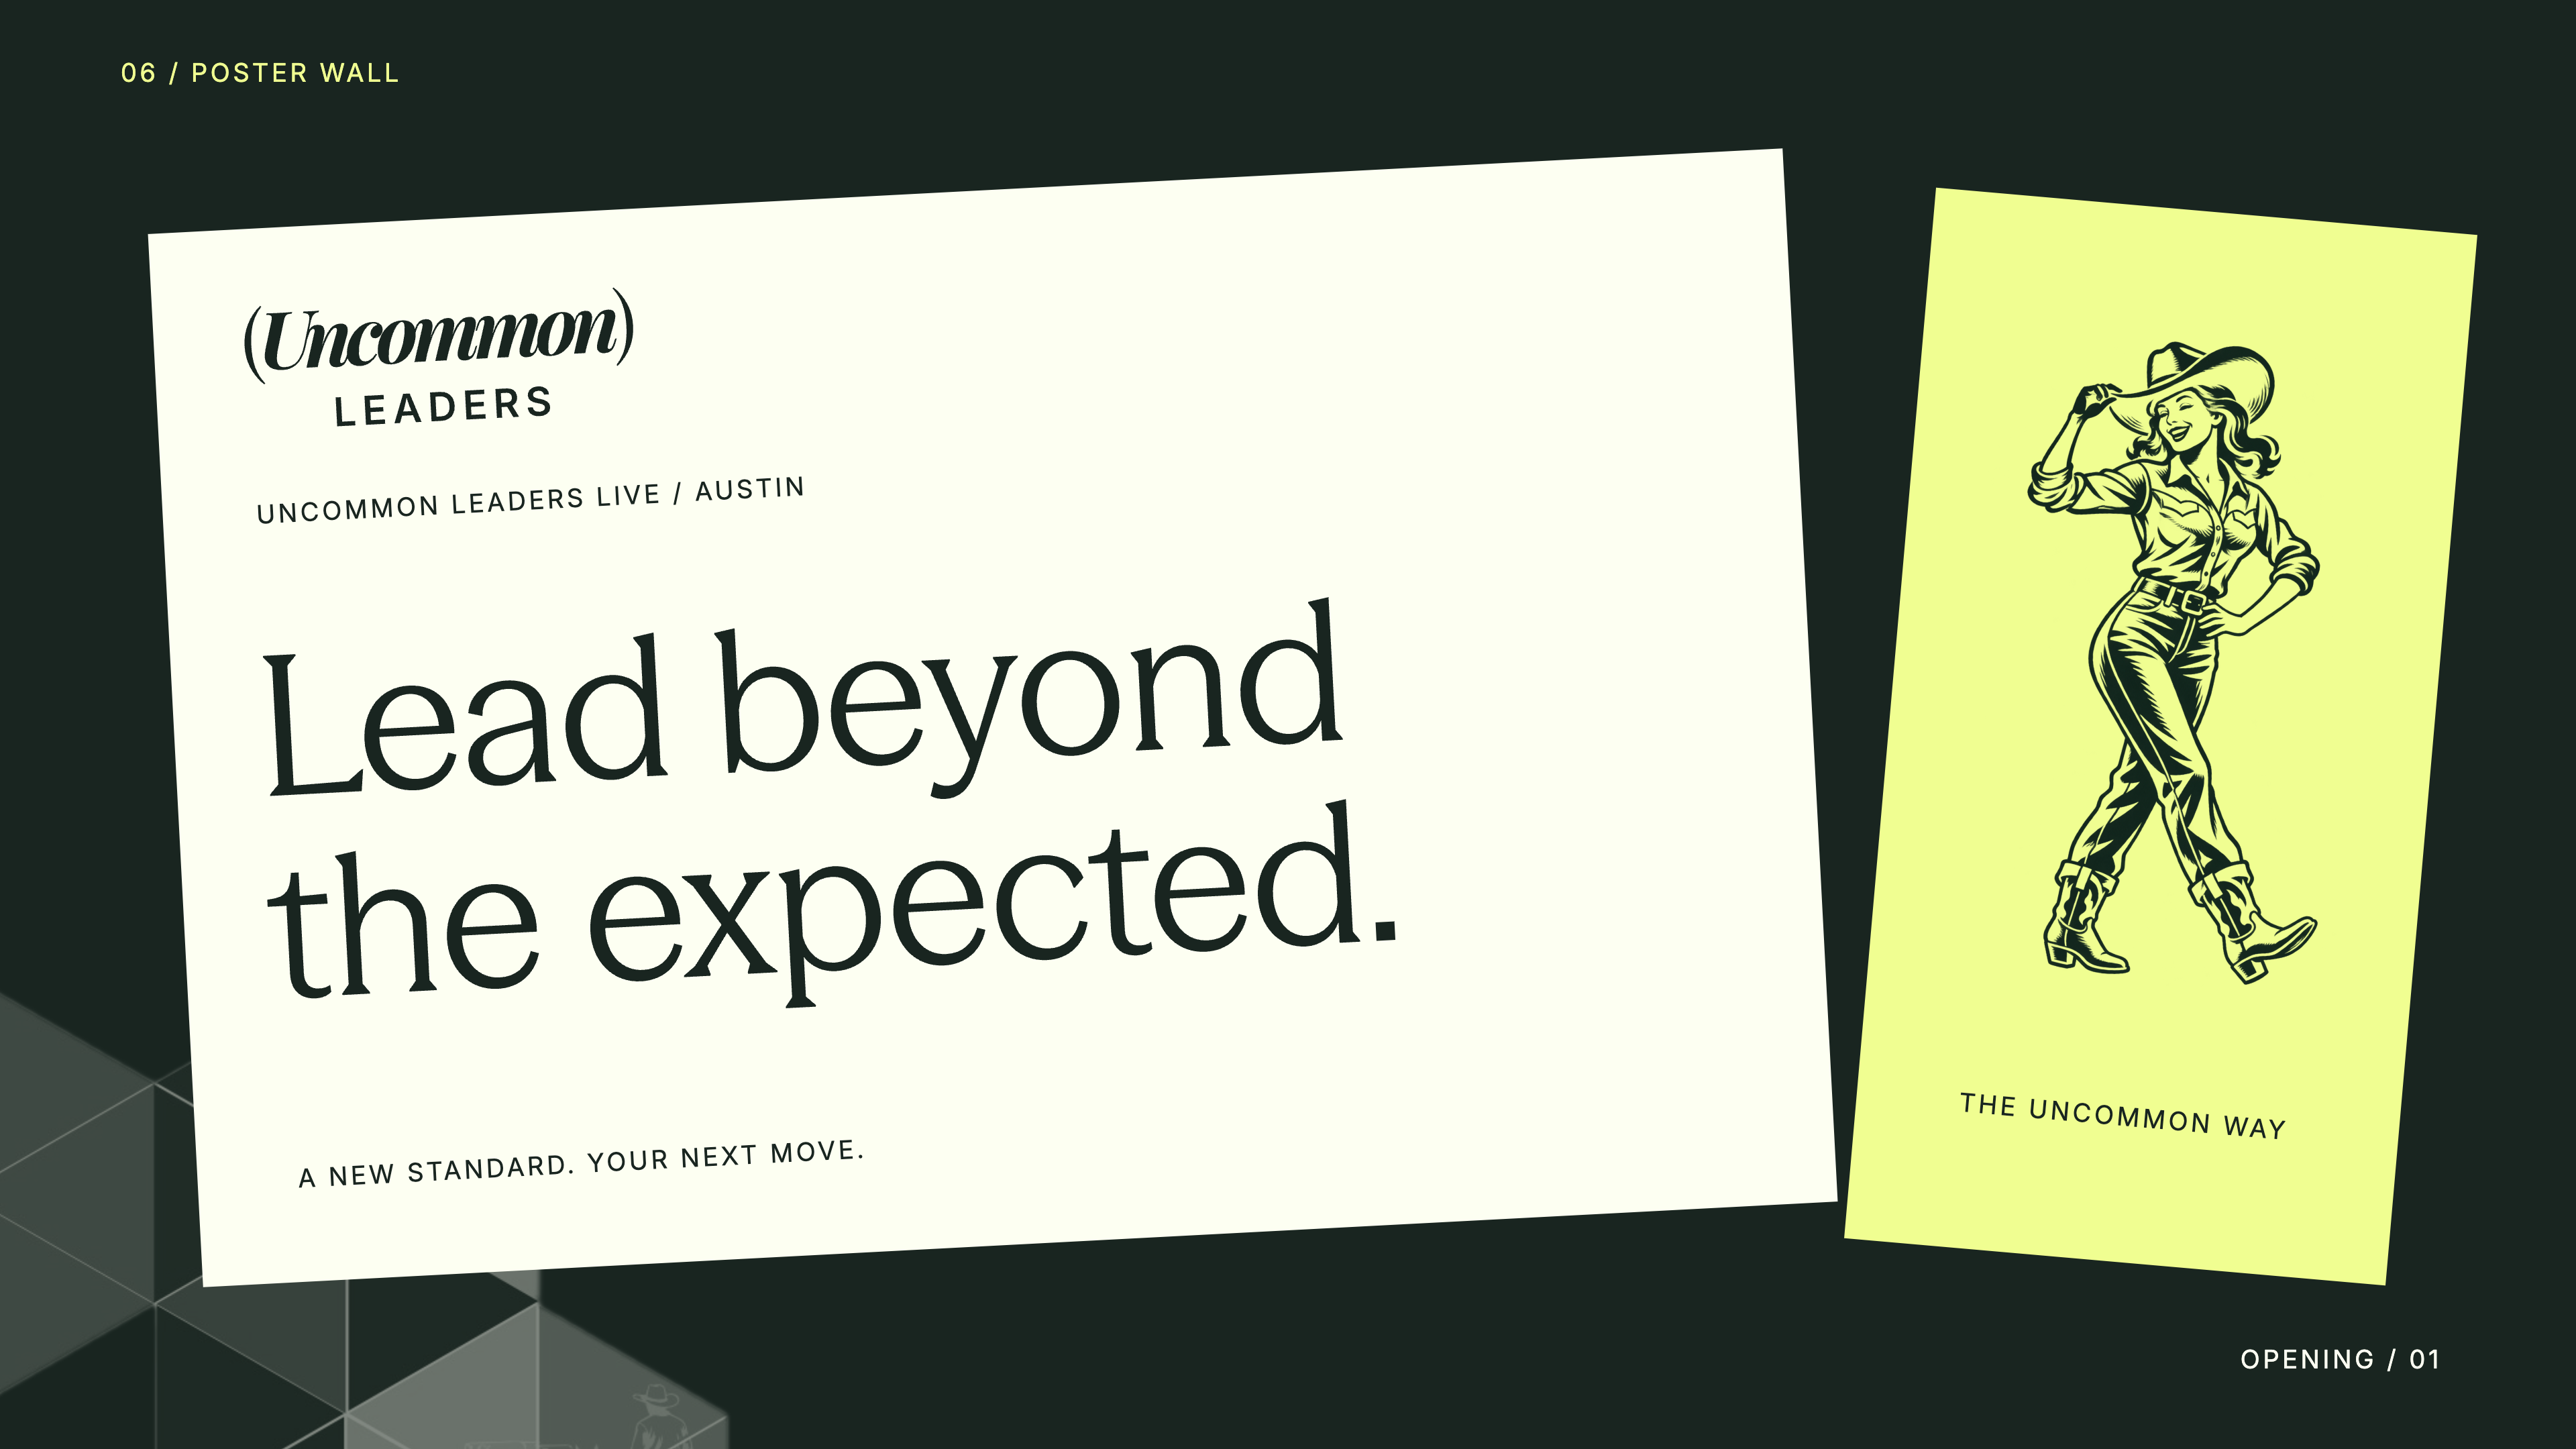 06 / POSTER WALL
(Uncommon)
LEADERS
UNCOMMON LEADERS LIVE / AUSTIN
Lead beyond
the expected.
A NEW STANDARD. YOUR NEXT MOVE.
THE UNCOMMON WAY
OPENING / 01